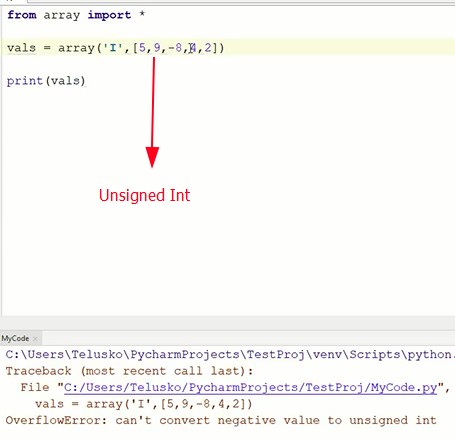 from array import *
vals = array('I',[5,9,-8,4,2])
print(vals)
Unsigned Int
MyCode
C:\Users\Telusko\PycharmProjects\TestProj\venv\Scripts\python.
Traceback (most recent call last):
File "C:/Users/Telusko/PycharmProjects/TestProj/MyCode.py",
vals = array('I',[5,9,-8,4,2])
OverflowError: can't convert negative value to unsigned int